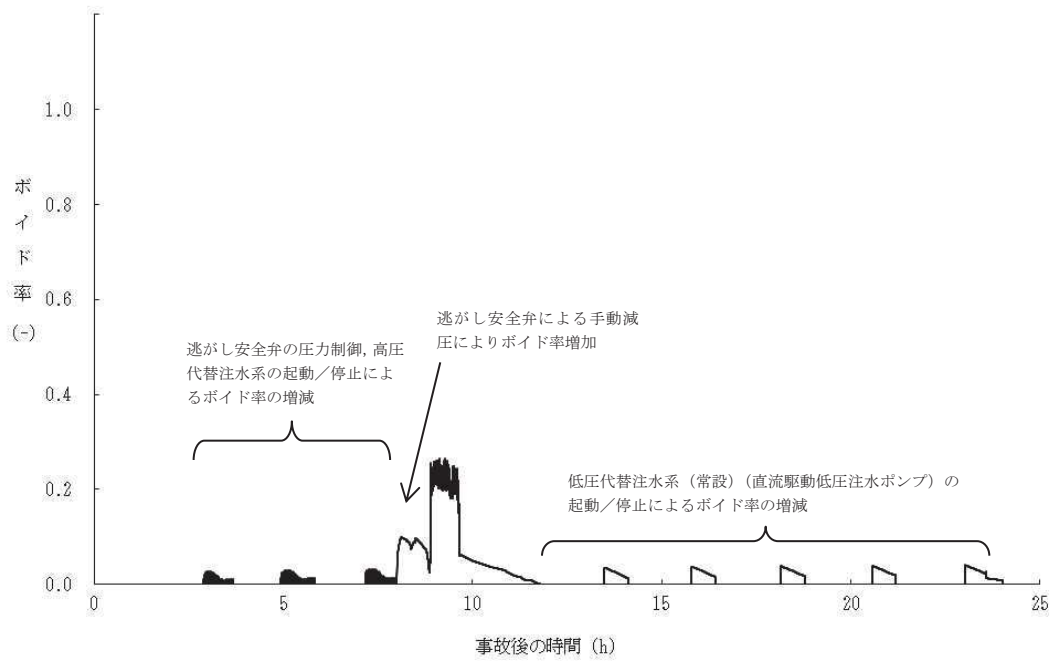 1.0
0.8
0.6
0.4
0.2
0.0
ボイド率
(-)
逃がし安全弁の圧力制御, 高圧
代替注水系の起動／停止によ
るボイド率の増減
逃がし安全弁による手動減
圧によりボイド率増加
低圧代替注水系（常設）（直流駆動低圧注水ポンプ）の
起動／停止によるボイド率の増減
0 5 10 15 20 25
事故後の時間 (h)